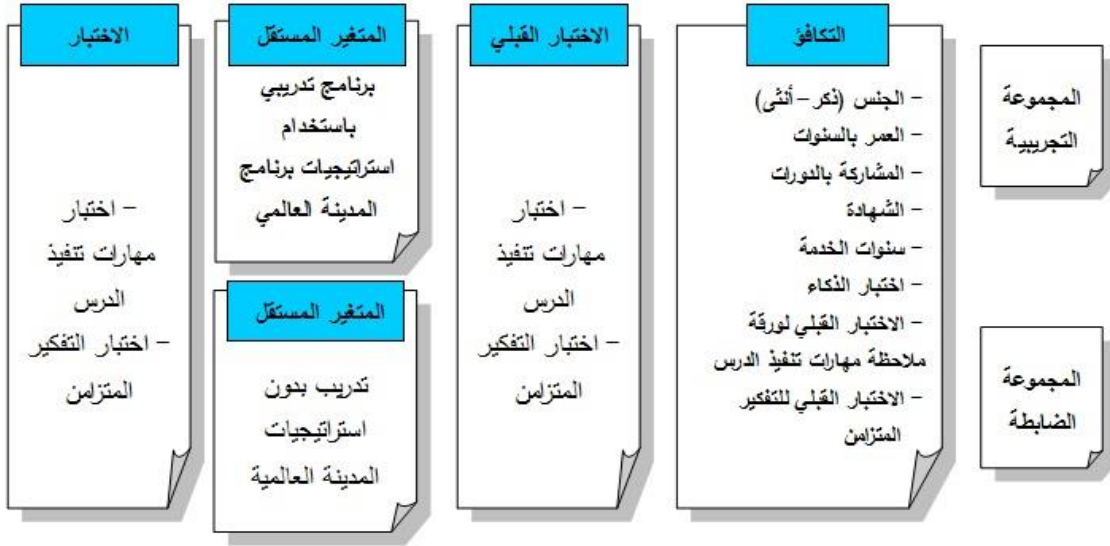 المجموعة
التجريبية
المجموعة
الضابطة
التكافؤ
- الجنس (ذكر - أنثى)
- العمر بالسنوات
- المشاركة بالدورات
- الشهادة
- سنوات الخدمة
- اختبار الذكاء
- الاختبار القبلي لورقة
ملاحظة مهارات تنفيذ الدرس
- الاختبار القبلي للتفكير
المتزامن
الاختبار القبلي
- اختبار
مهارات تنفيذ
الدرس
- اختبار التفكير
المتزامن
المتغير المستقل
برنامج تدريبي
باستخدام
استراتيجيات برنامج
المدينة العالمي
المتغير المستقل
تدريب بدون
استراتيجيات
المدينة العالمية
الاختبار
- اختبار
مهارات تنفيذ
الدرس
- اختبار التفكير
المتزامن